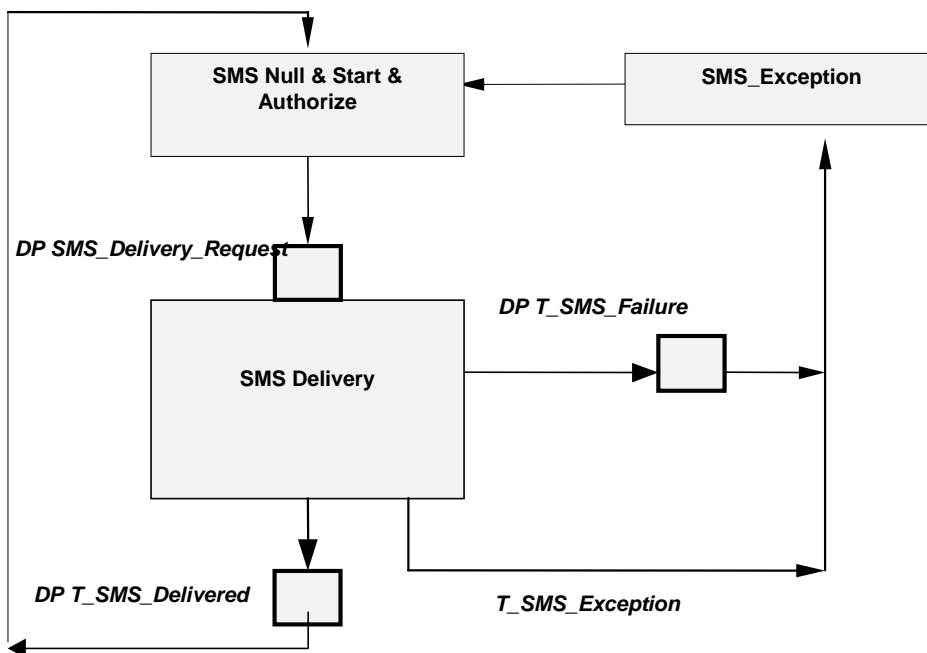 SMS Null & Start &
Authorize
SMS_Exception
DP SMS_Delivery_Request
DP T_SMS_Failure
SMS Delivery
DP T_SMS_Delivered
T_SMS_Exception